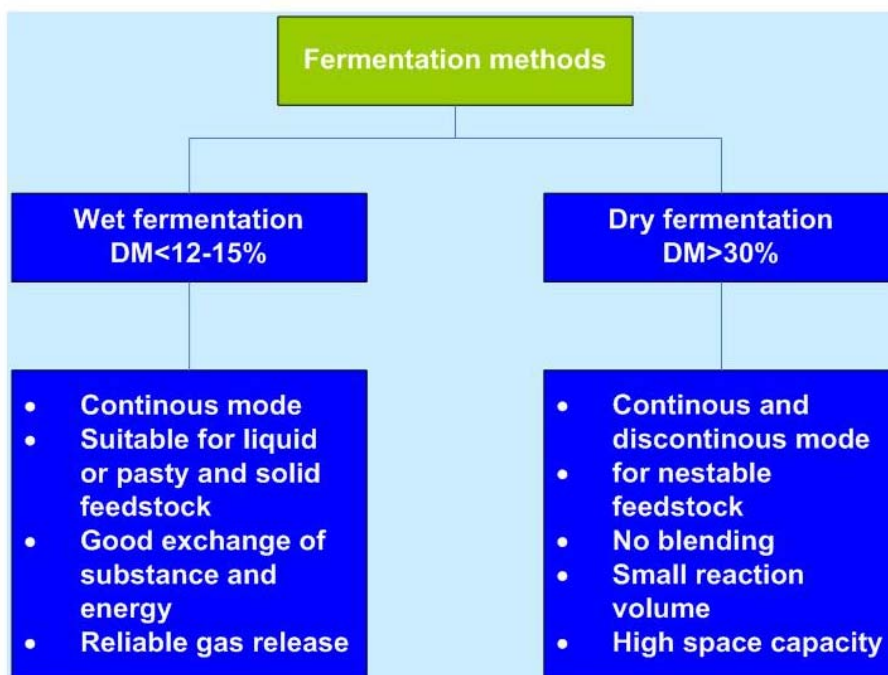 Fermentation methods
Wet fermentation
DM<12-15%
Dry fermentation
DM>30%
• Continous mode
• Suitable for liquid
or pasty and solid
feedstock
• Good exchange of
substance and
energy
• Reliable gas release
• Continous and
discontinous mode
• for nestable
feedstock
• No blending
• Small reaction
volume
• High space capacity